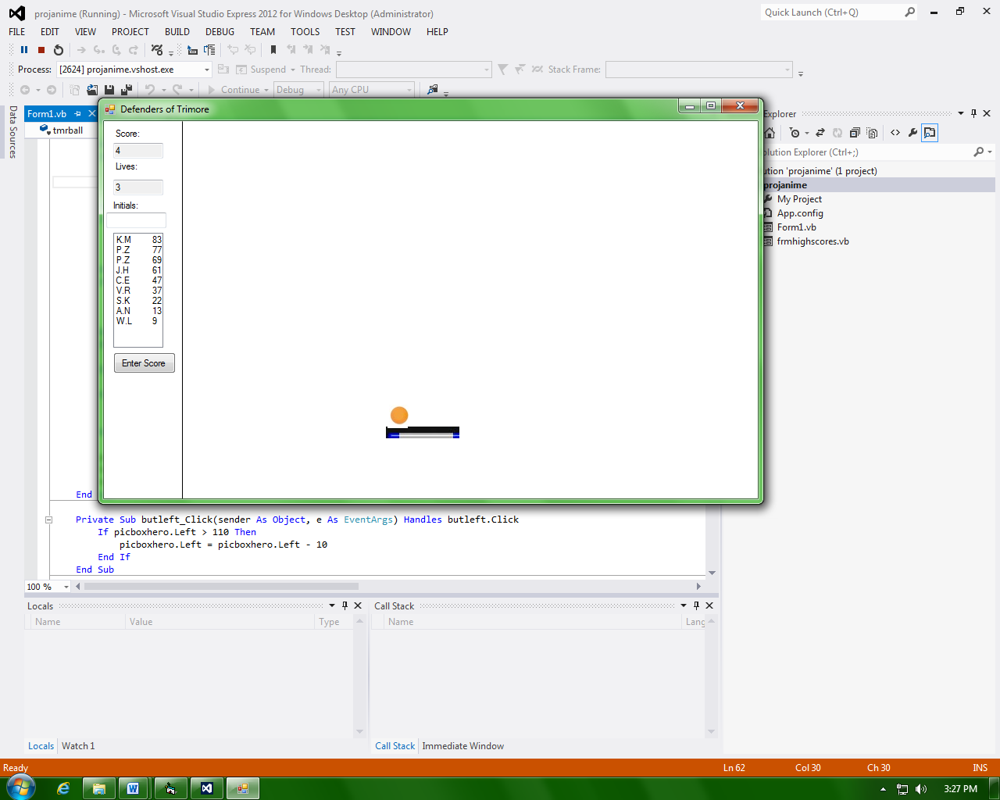 projanime (Running) - Microsoft Visual Studio Express 2012 for Windows Desktop (Administrator)
Quick Launch (Ctrl+Q)
FILE EDIT VIEW PROJECT BUILD DEBUG TEAM TOOLS TEST WINDOW HELP
Process: [2624] projanime.vshost.exe Suspend Thread: Stack Frame:
Continue Debug Any CPU
Data Sources
Form1.vb
tmrball
Defenders of Trimore
Score:
4
Lives:
3
Initials:
K.M 83
P.Z 77
P.Z 69
J.H 61
C.E 47
V.R 37
S.K 22
A.N 13
W.L 9
Enter Score
Explorer
olution Explorer (Ctrl+;)
ution 'projanime' (1 project)
projanime
My Project
App.config
Form1.vb
frmhighscores.vb
End
Private Sub butleft_Click(sender As Object, e As EventArgs) Handles butleft.Click
If picboxhero.Left > 110 Then
picboxhero.Left = picboxhero.Left - 10
End If
End Sub
100 %
Locals
Name Value Type
Call Stack
Name Lang
Locals Watch 1
Call Stack Immediate Window
Ready Ln 62 Col 30 Ch 30 INS
3:27 PM